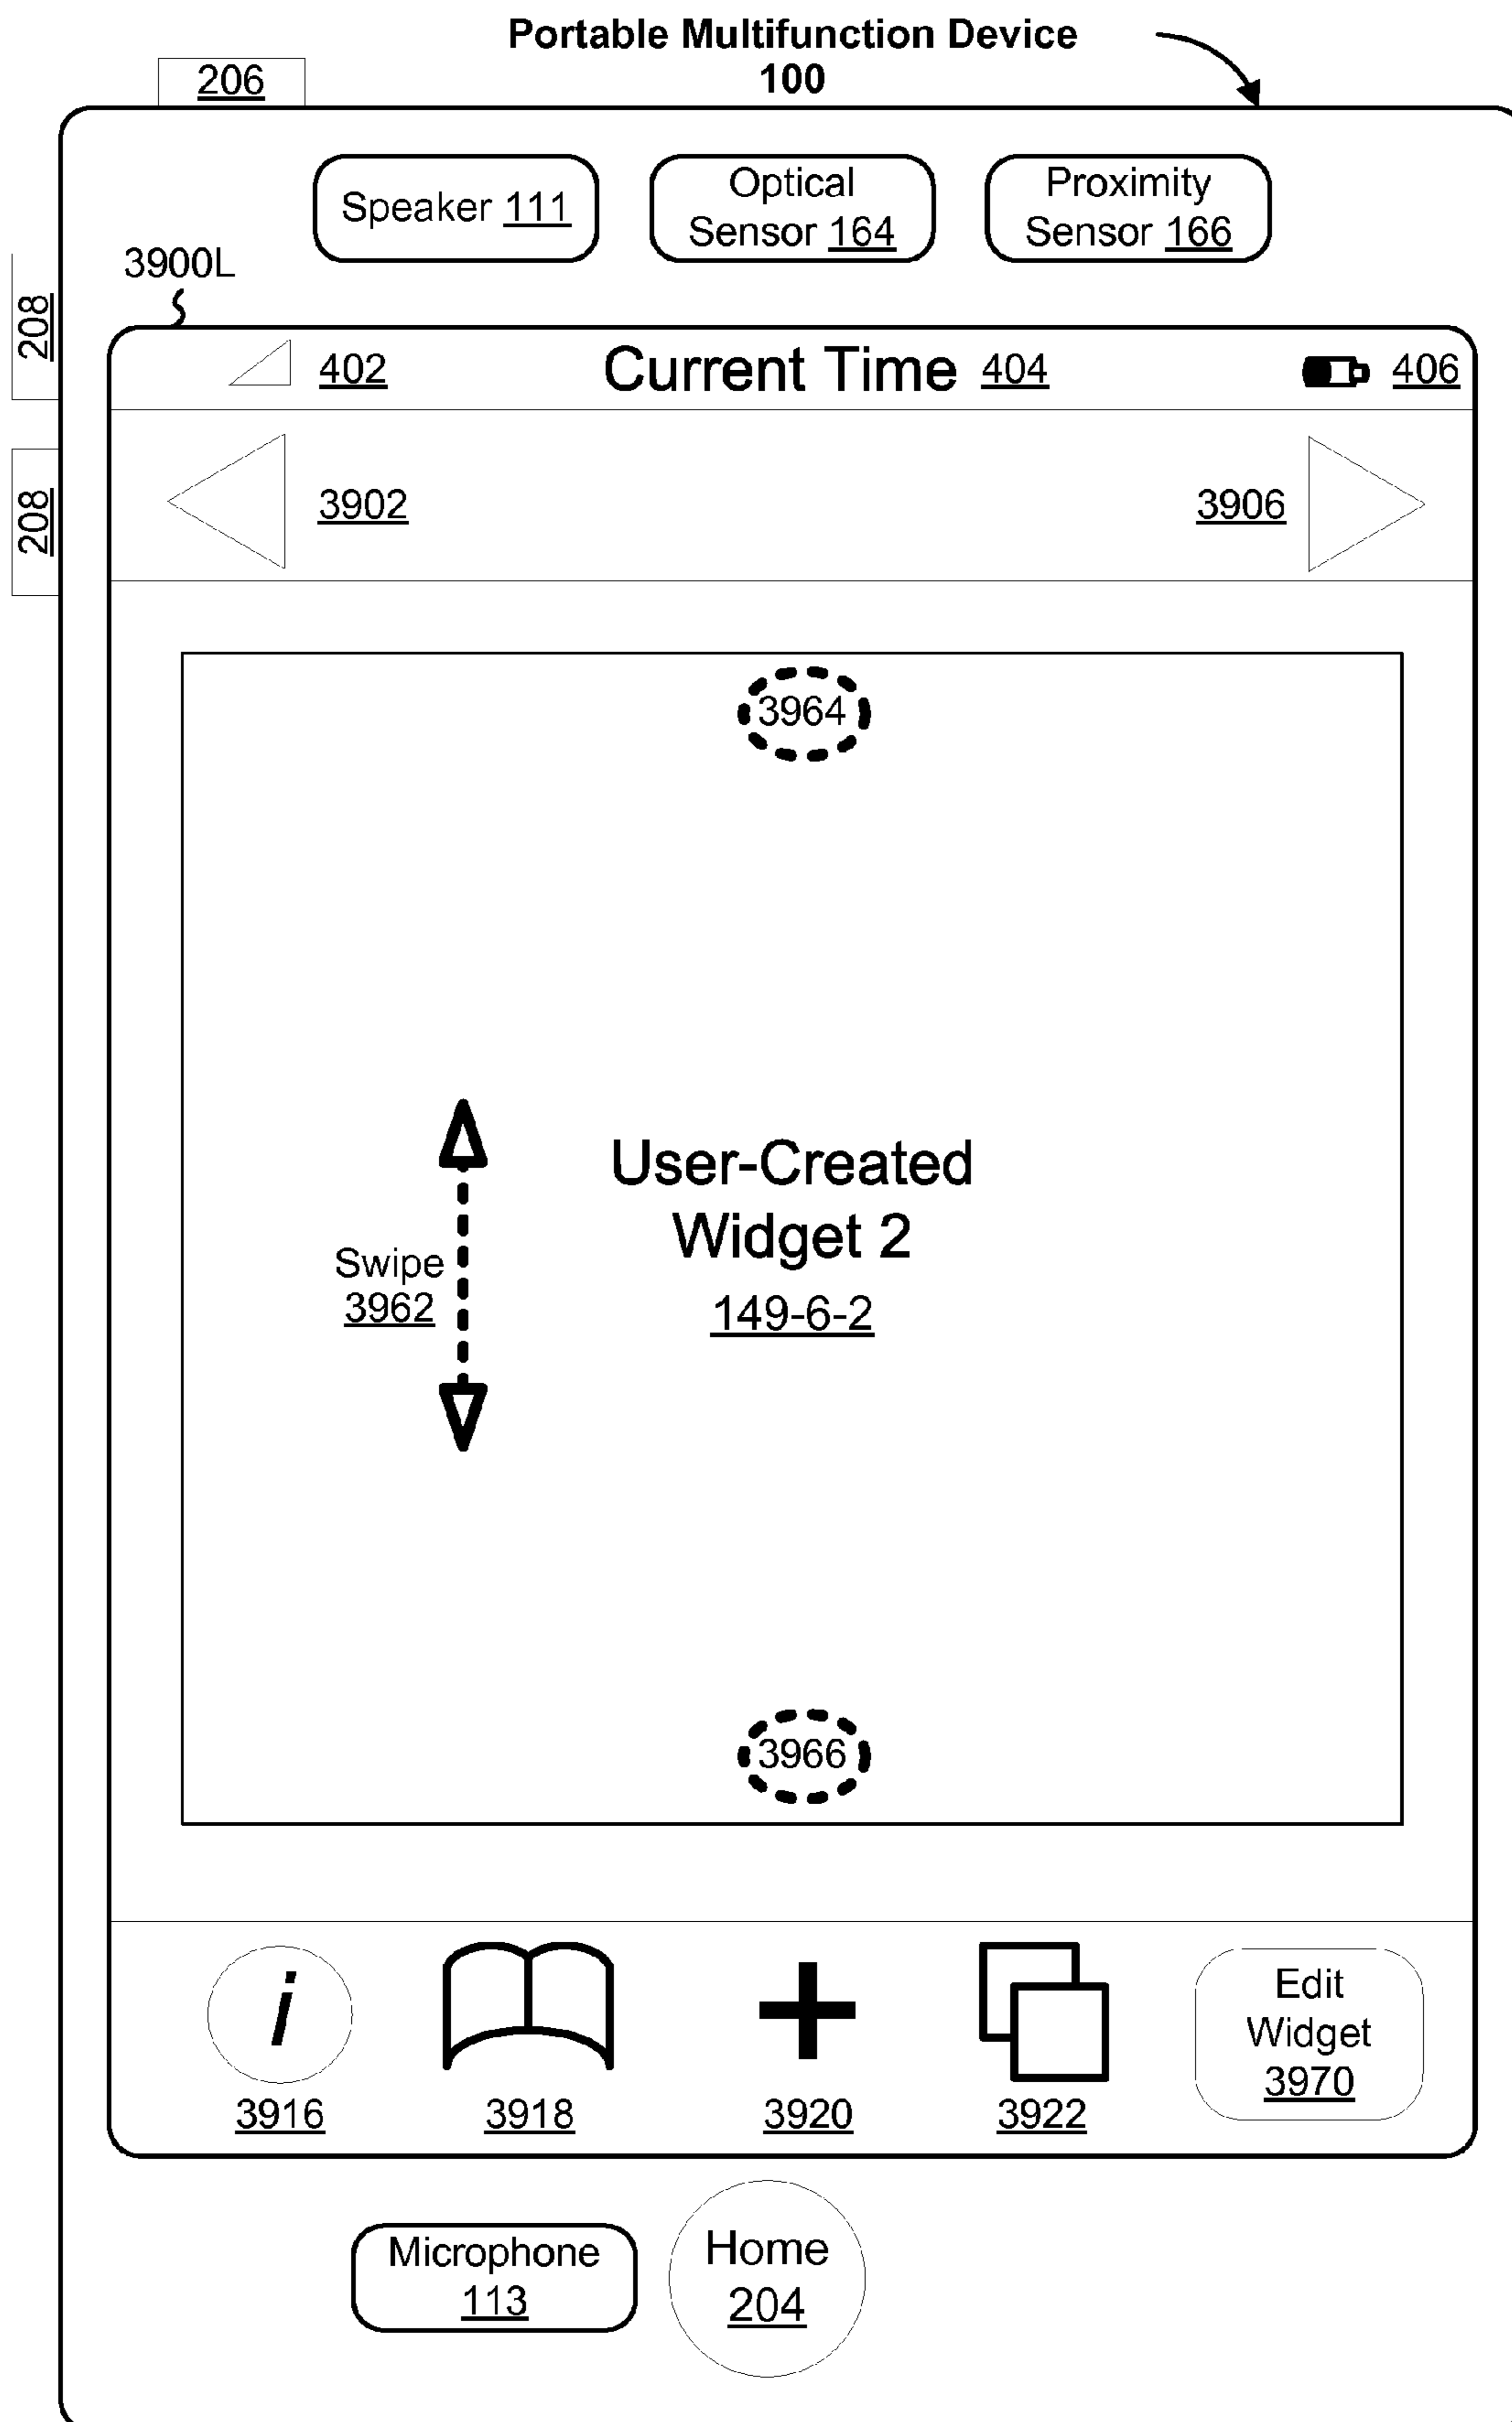 Portable Multifunction Device
100
206
Speaker 111
Optical
Sensor 164
Proximity
Sensor 166
3900L
208
402
Current Time 404
406
208
3902
3906
3964
User-Created
Widget 2
149-6-2
Swipe
3962
3966
i
Edit
Widget
3970
3916
3918
3920
3922
Microphone
113
Home
204